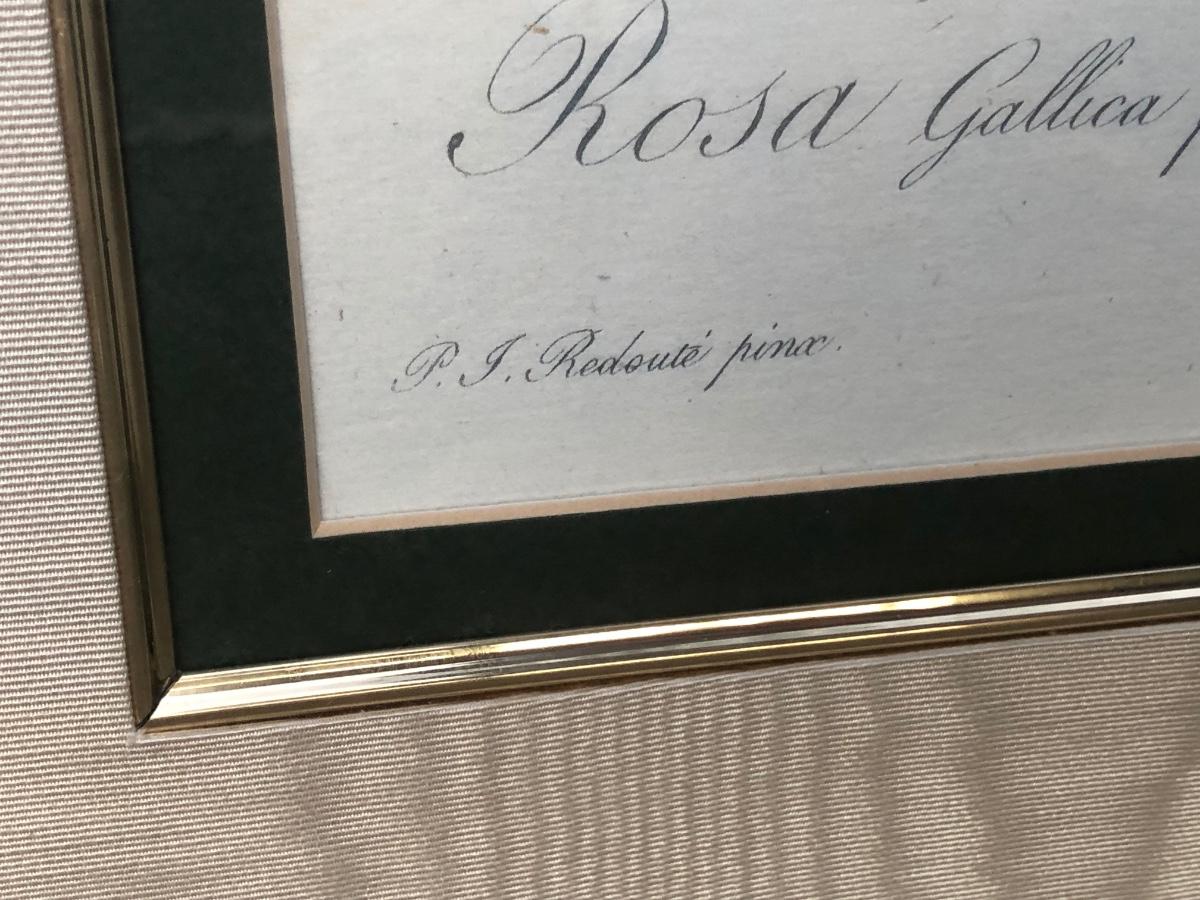 Rosa Gallica
P. J. Redouté pinx.